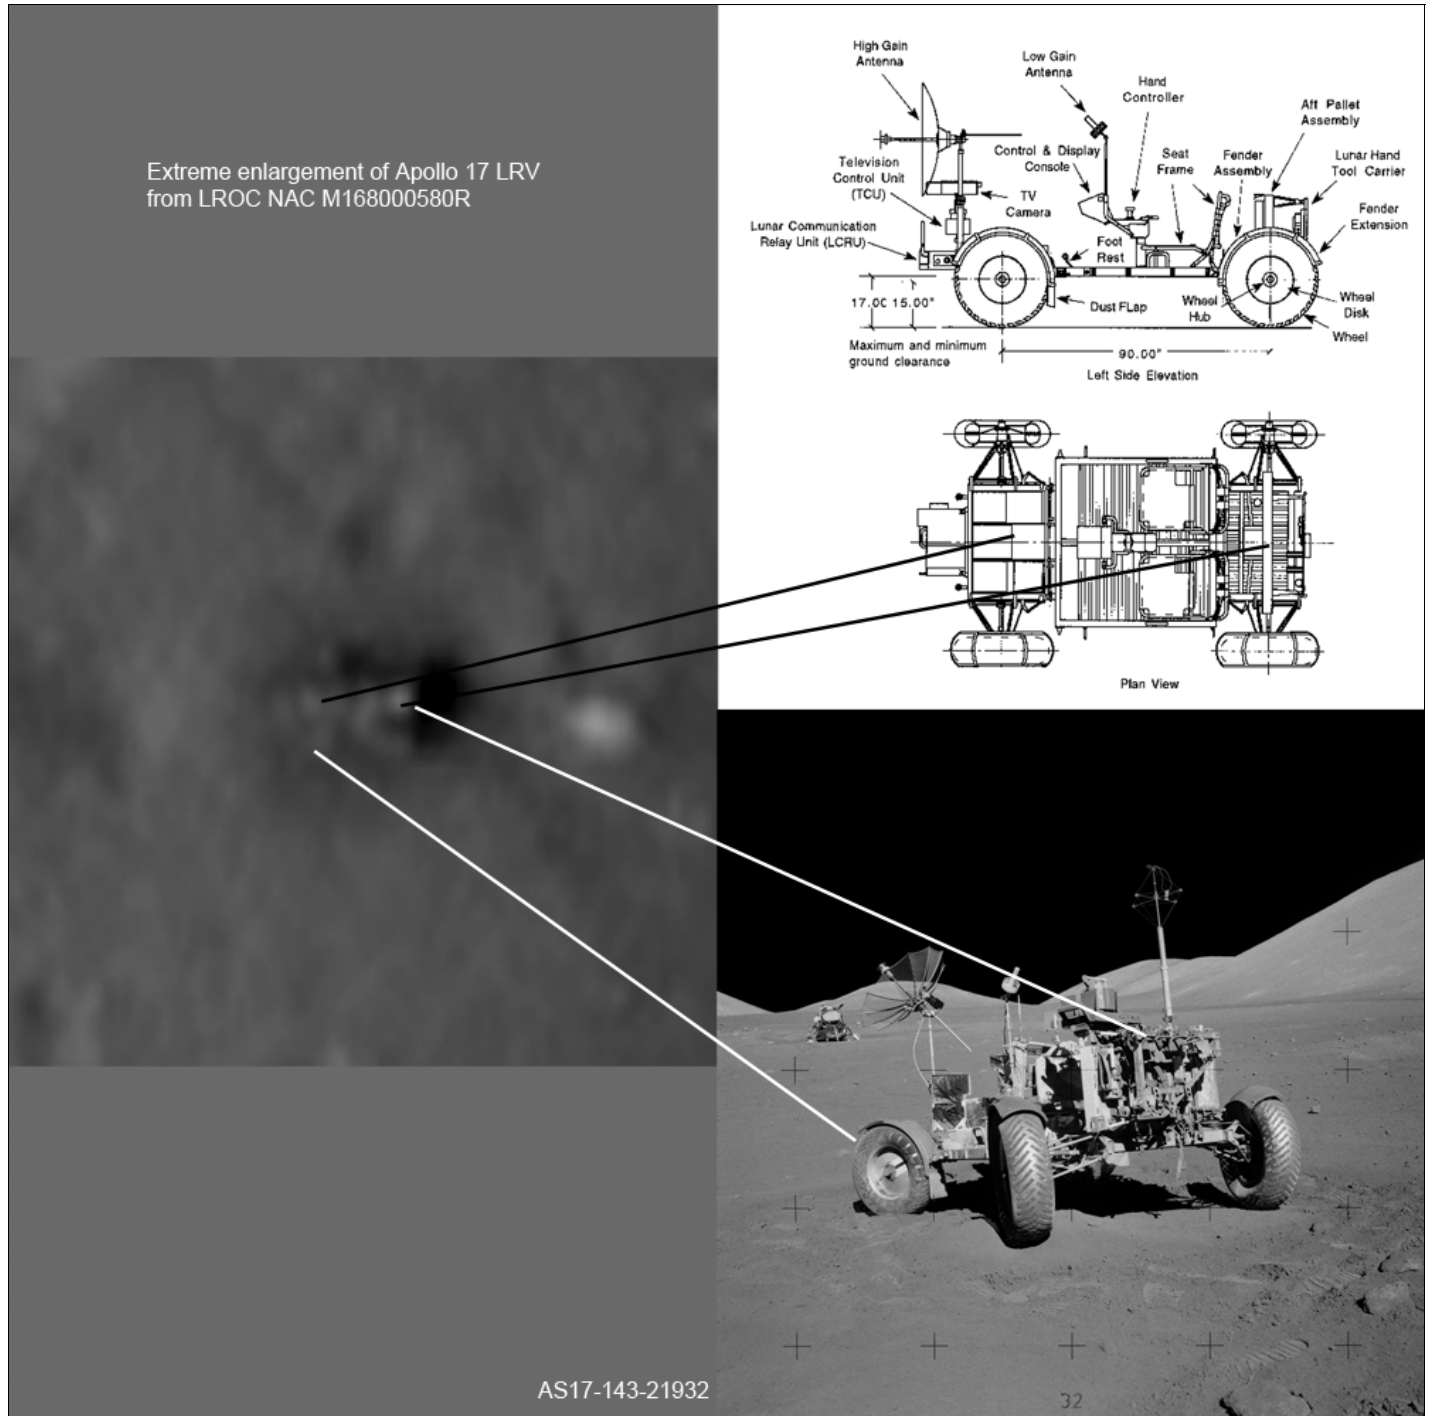 Extreme enlargement of Apollo 17 LRV
from LROC NAC M168000580R
High Gain
Antenna
Low Gain
Antenna
Hand
Controller
Aft Pallet
Assembly
Television
Control Unit
(TCU)
Control & Display
Console
Seat
Frame
Fender
Assembly
Lunar Hand
Tool Carrier
TV
Camera
Fender
Extension
Lunar Communication
Relay Unit (LCRU)
Foot
Rest
17.00 15.00"
Dust FLap
Wheel
Hub
Wheel
Disk
Wheel
Maximum and minimum
ground clearance
90.00"
Left Side Elevation
Plan View
AS17-143-21932
32